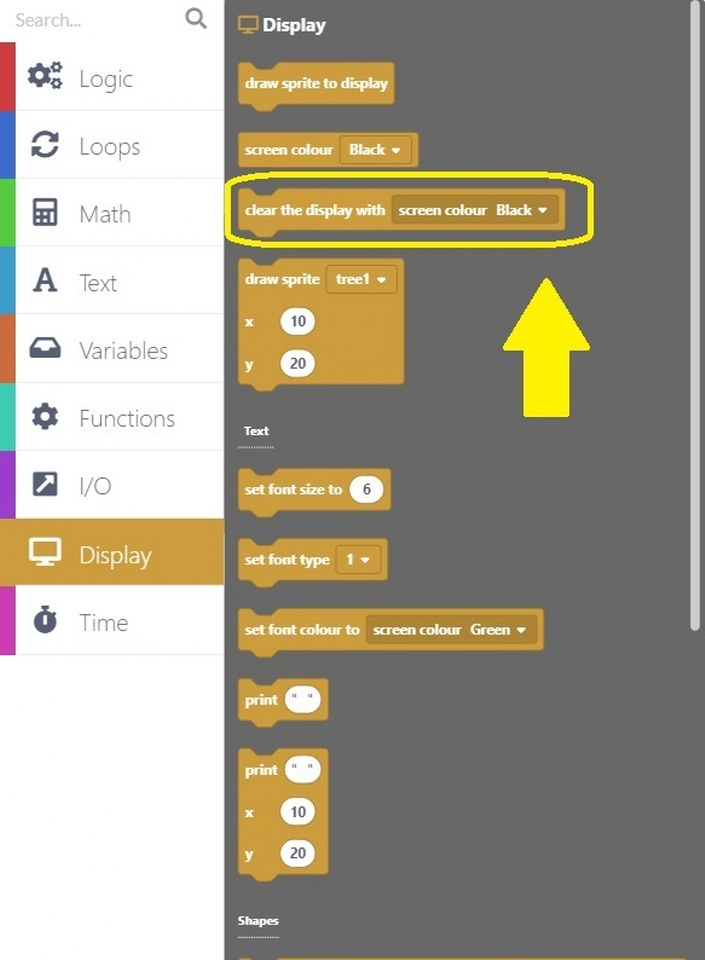 Search...
Logic
Loops
Math
Text
Variables
Functions
I/O
Display
Time
Display
draw sprite to display
screen colour Black
clear the display with screen colour Black
draw sprite tree1
x 10
y 20
Text
set font size to 6
set font type 1
set font colour to screen colour Green
print " "
print " "
x 10
y 20
Shapes